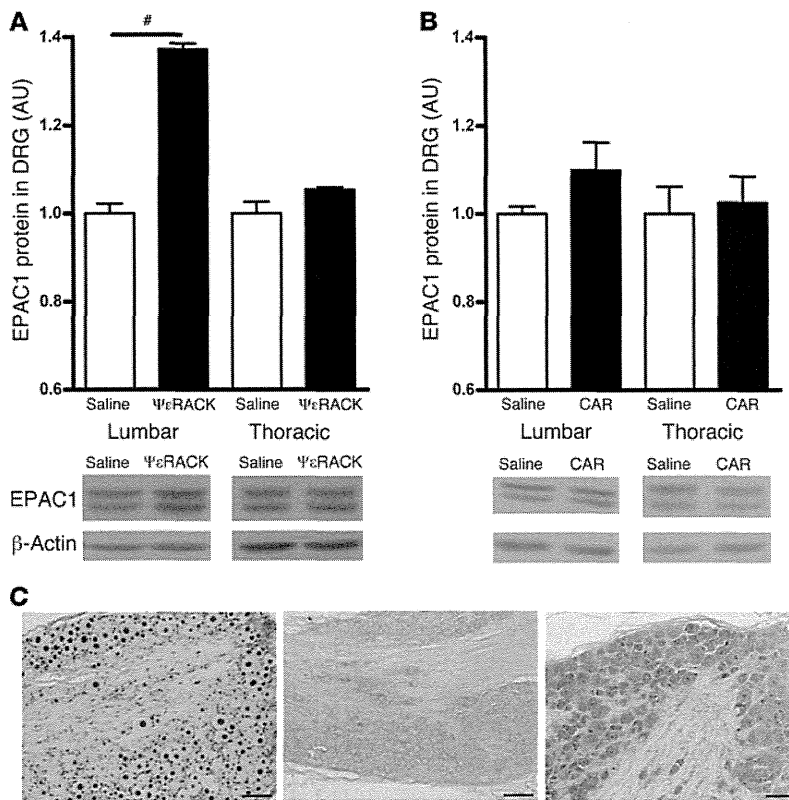 A
#
EPAC1 protein in DRG (AU)
1.4
1.2
1.0
0.8
0.6
Saline ΨεRACK Saline ΨεRACK
Lumbar Thoracic
Saline ΨεRACK Saline ΨεRACK
EPAC1
β-Actin
B
EPAC1 protein in DRG (AU)
1.4
1.2
1.0
0.8
0.6
Saline CAR Saline CAR
Lumbar Thoracic
Saline CAR Saline CAR
C